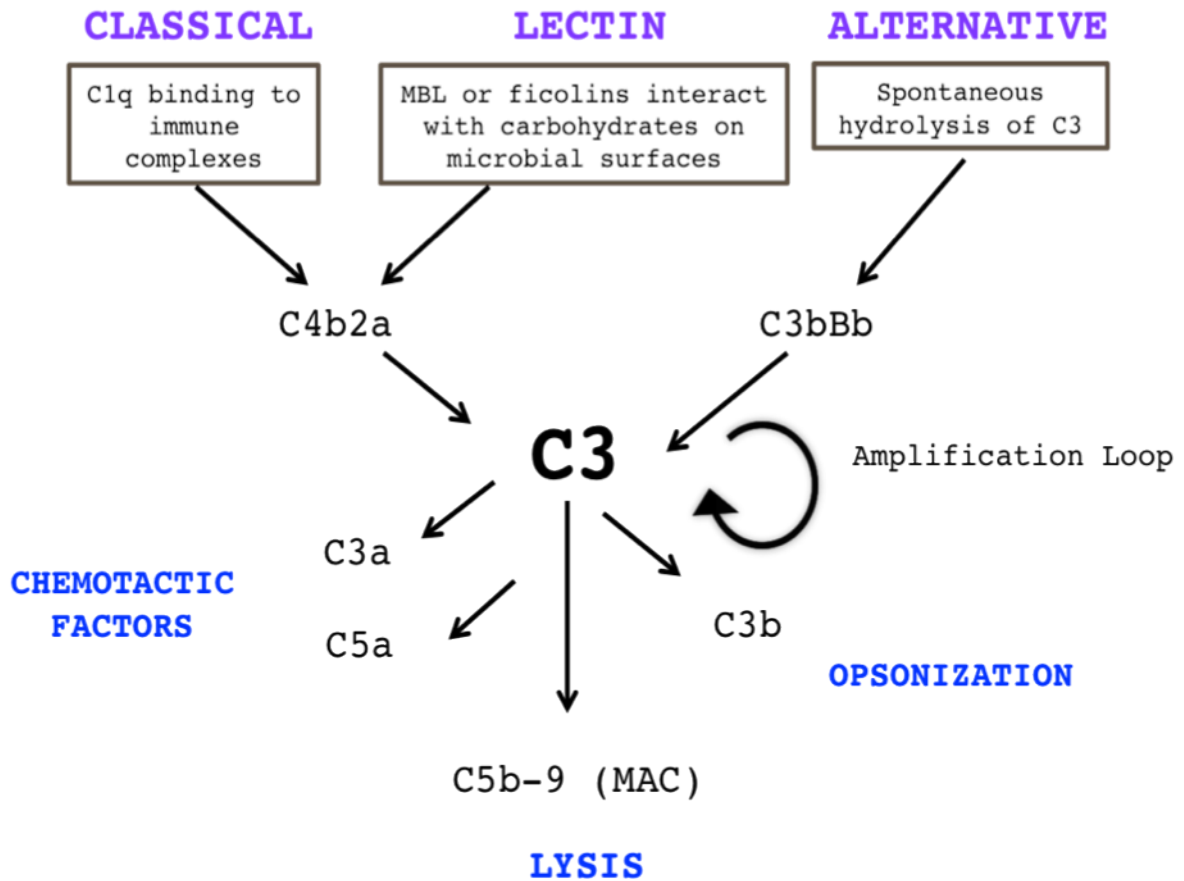 CLASSICAL
LECTIN
ALTERNATIVE
C1q binding to
immune
complexes
MBL or ficolins interact
with carbohydrates on
microbial surfaces
Spontaneous
hydrolysis of C3
C4b2a
C3bBb
C3
Amplification Loop
C3a
CHEMOTACTIC
FACTORS
C5a
C3b
OPSONIZATION
C5b-9 (MAC)
LYSIS